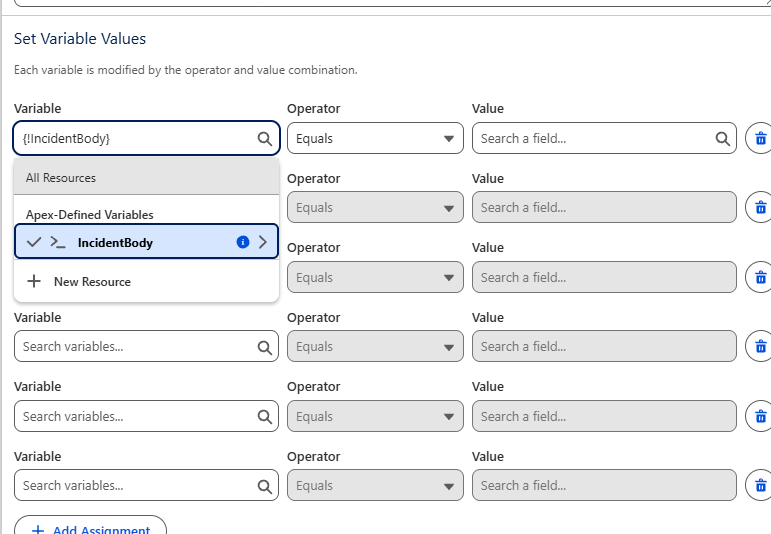 Set Variable Values
Each variable is modified by the operator and value combination.
Variable Operator Value
{!IncidentBody} Equals Search a field...
All Resources
Operator Value
Apex-Defined Variables
Equals Search a field...
IncidentBody
Operator Value
New Resource
Equals Search a field...
Variable Operator Value
Search variables... Equals Search a field...
Variable Operator Value
Search variables... Equals Search a field...
Variable Operator Value
Search variables... Equals Search a field...
Add Assignment